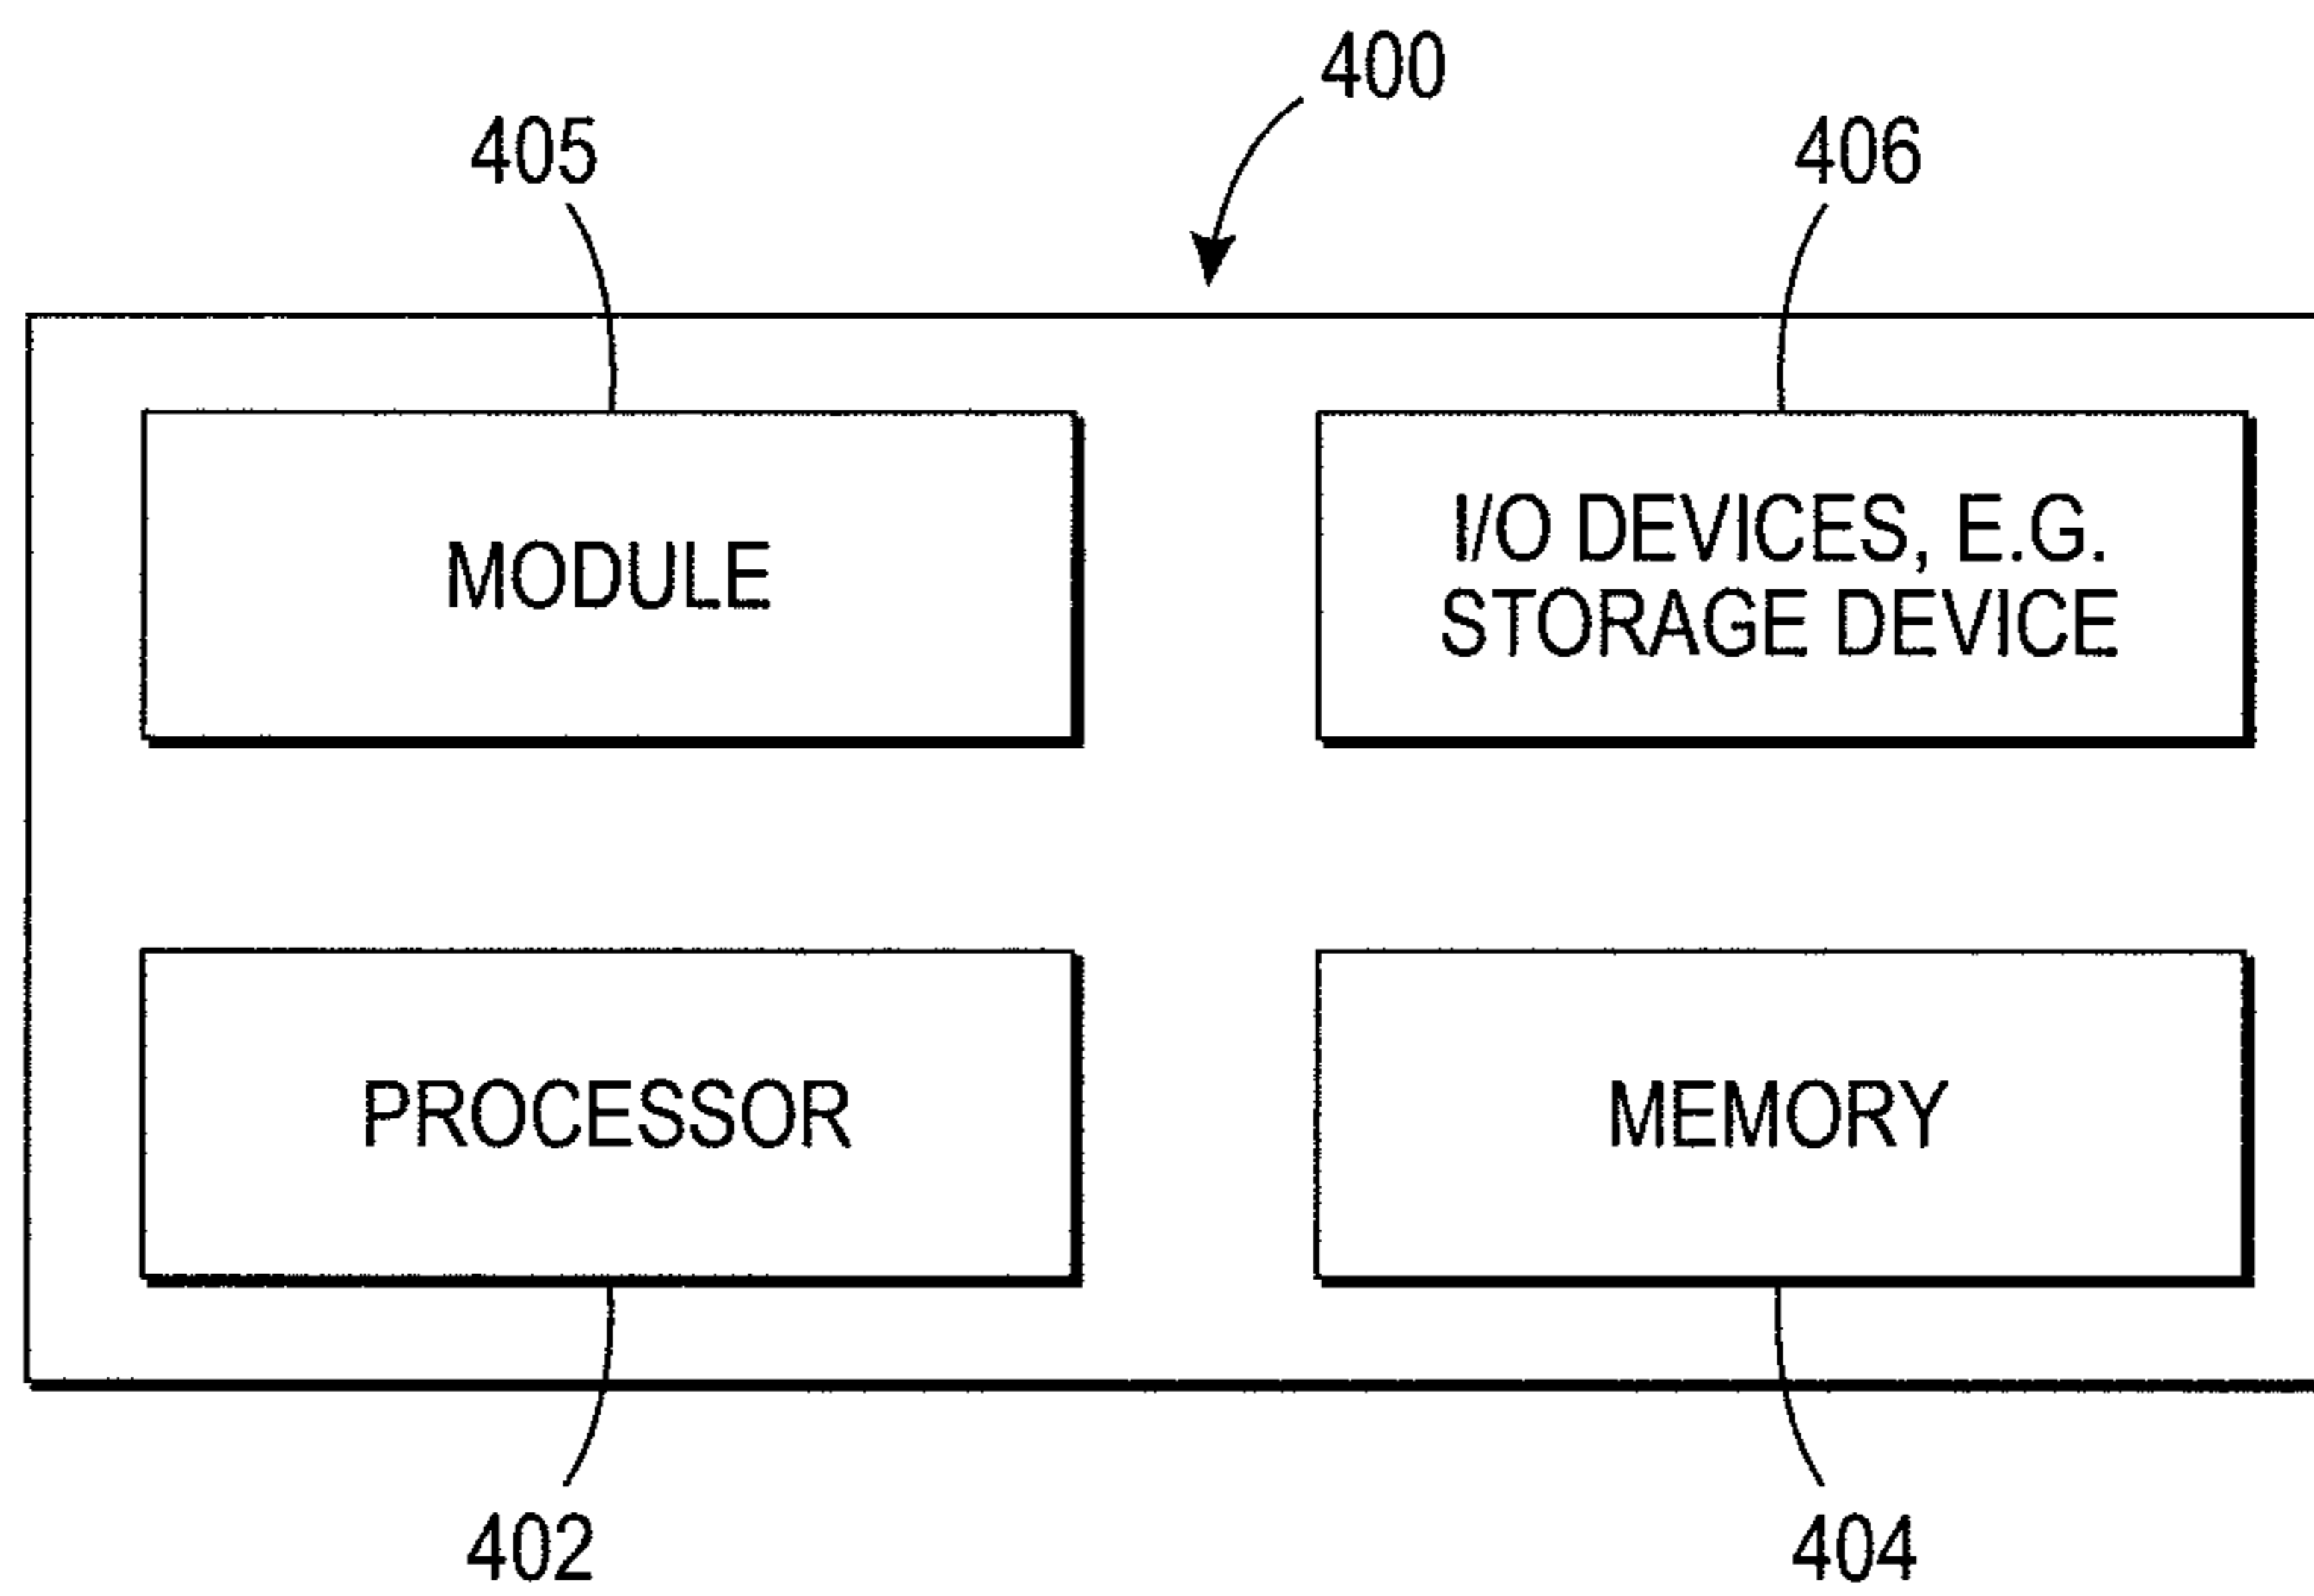 400
405
406
MODULE
I/O DEVICES, E.G.
STORAGE DEVICE
PROCESSOR
MEMORY
402
404